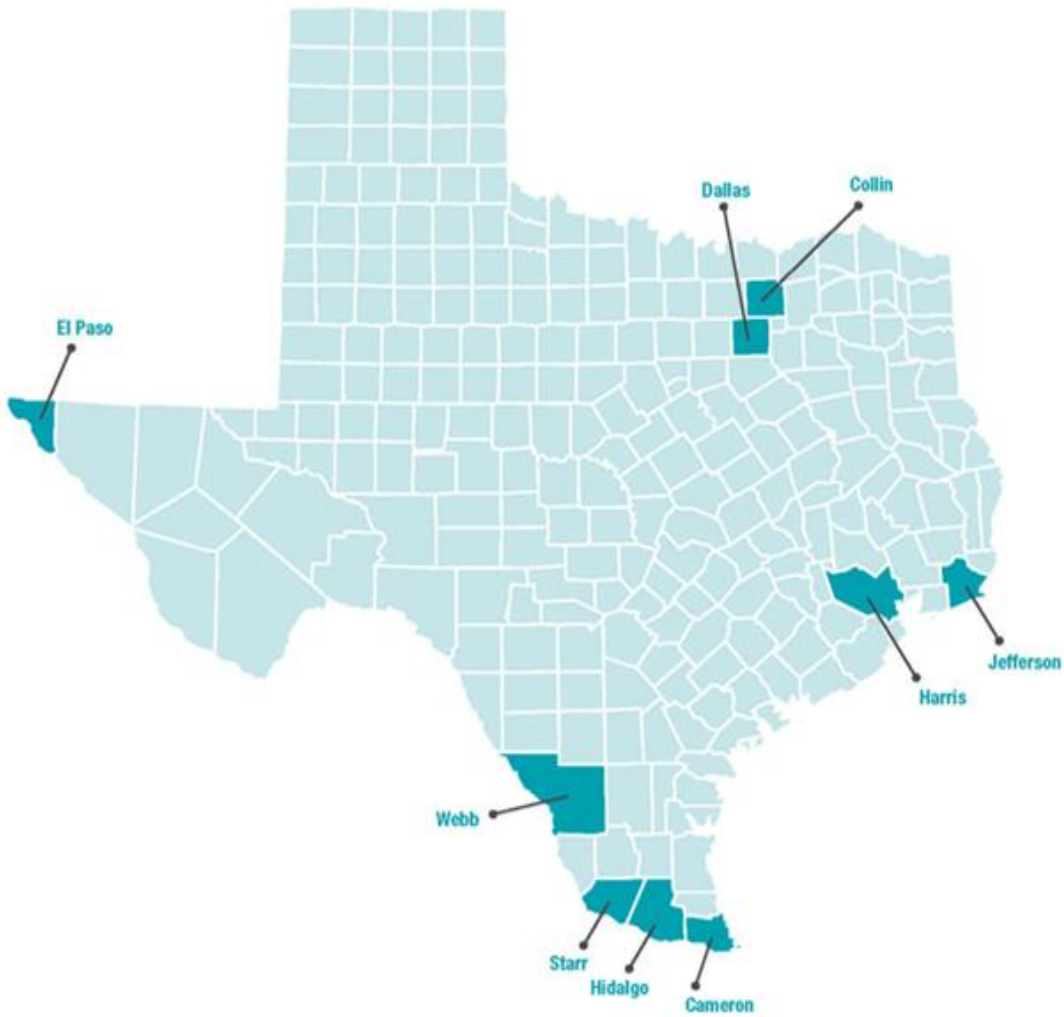 Collin
Dallas
El Paso
Jefferson
Harris
Webb
Starr
Hidalgo
Cameron